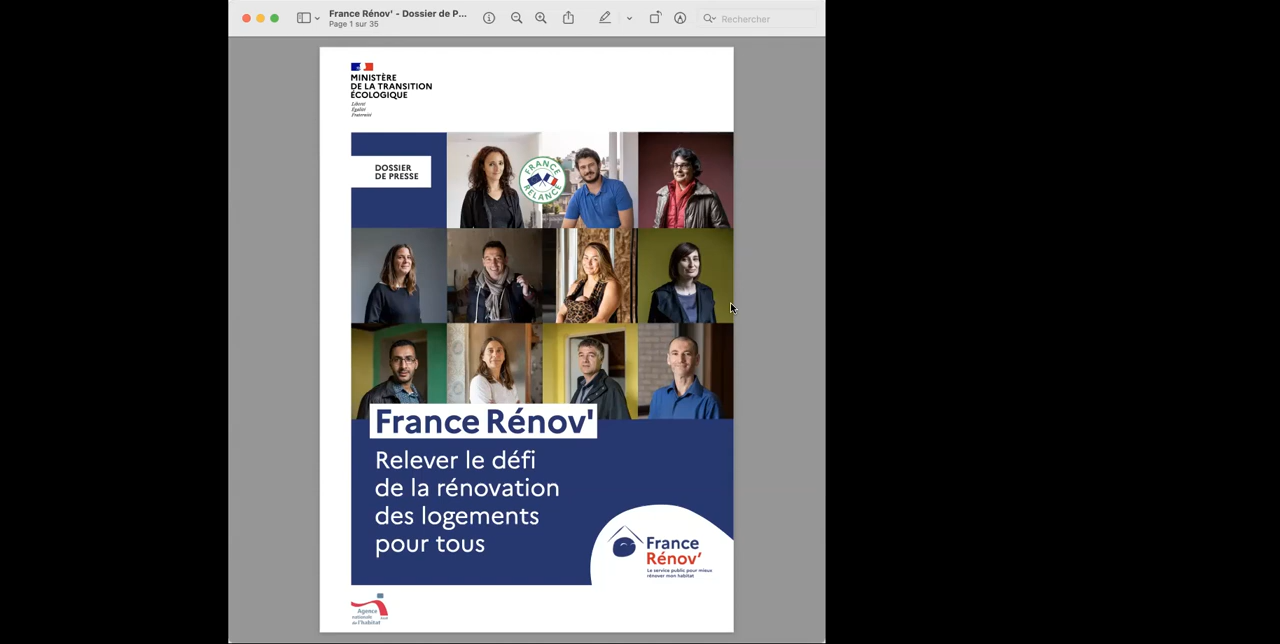 France Rénov' - Dossier de P...
Page 1 sur 35
Rechercher
MINISTÈRE
DE LA TRANSITION
ÉCOLOGIQUE
Liberté
Égalité
Fraternité
DOSSIER
DE PRESSE
FRANCE
RELANCE
France Rénov'
Relever le défi
de la rénovation
des logements
pour tous
France
Rénov'
Le service public pour mieux
rénover mon habitat
Agence
nationale
de l'habitat